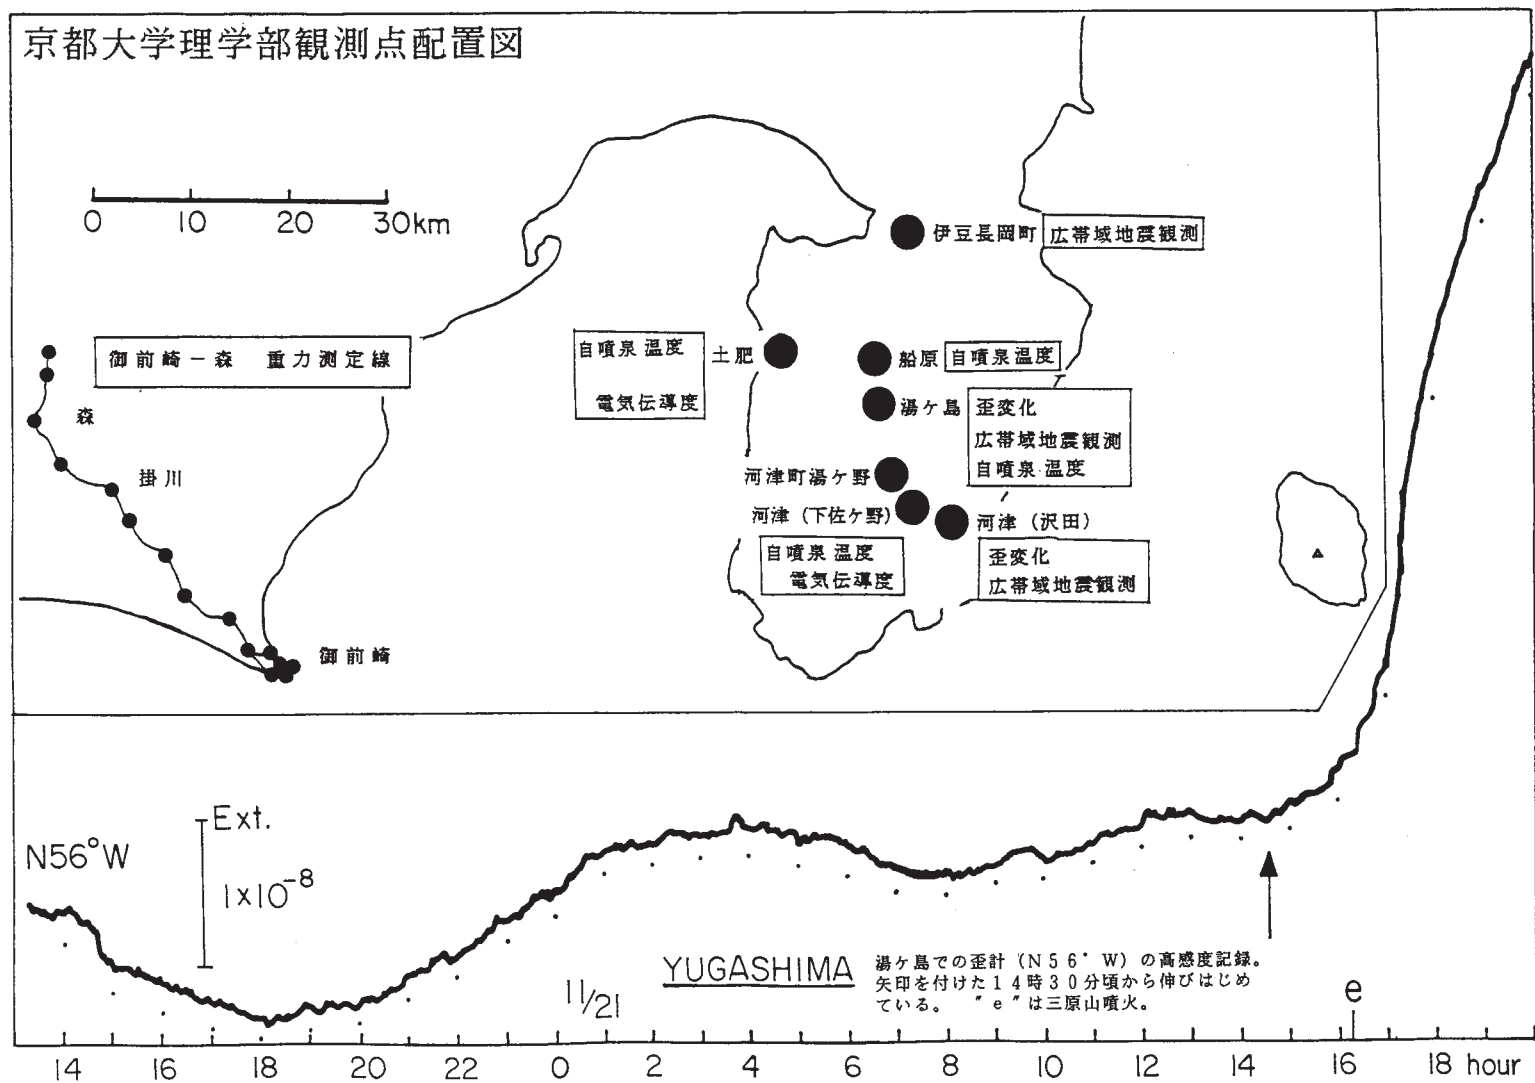 京都大学理学部観測点配置図
0 10 20 30km
伊豆長岡町 広帯域地震観測
御前崎－森 重力測定線
自噴泉温度
電気伝導度
土肥
船原 自噴泉温度
湯ケ島 歪変化
広帯域地震観測
自噴泉温度
森
掛川
御前崎
河津町湯ケ野
河津（下佐ケ野）
自噴泉温度
電気伝導度
河津（沢田）
歪変化
広帯域地震観測
Ext.
N56°W
1×10⁻⁸
YUGASHIMA
湯ケ島での歪計（N56°W）の高感度記録。
矢印を付けた14時30分頃から伸びはじめ
ている。 "e"は三原山噴火。
11/21
e
14 16 18 20 22 0 2 4 6 8 10 12 14 16 18 hour